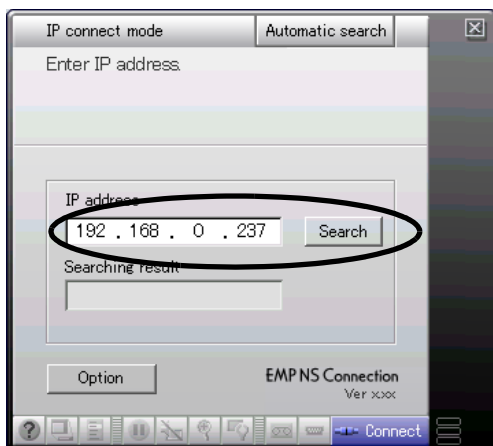 IP connect mode
Automatic search
Enter IP address.
IP address
192 . 168 . 0 . 237
Search
Searching result
Option
EMP NS Connection
Ver x.xx
? Connect